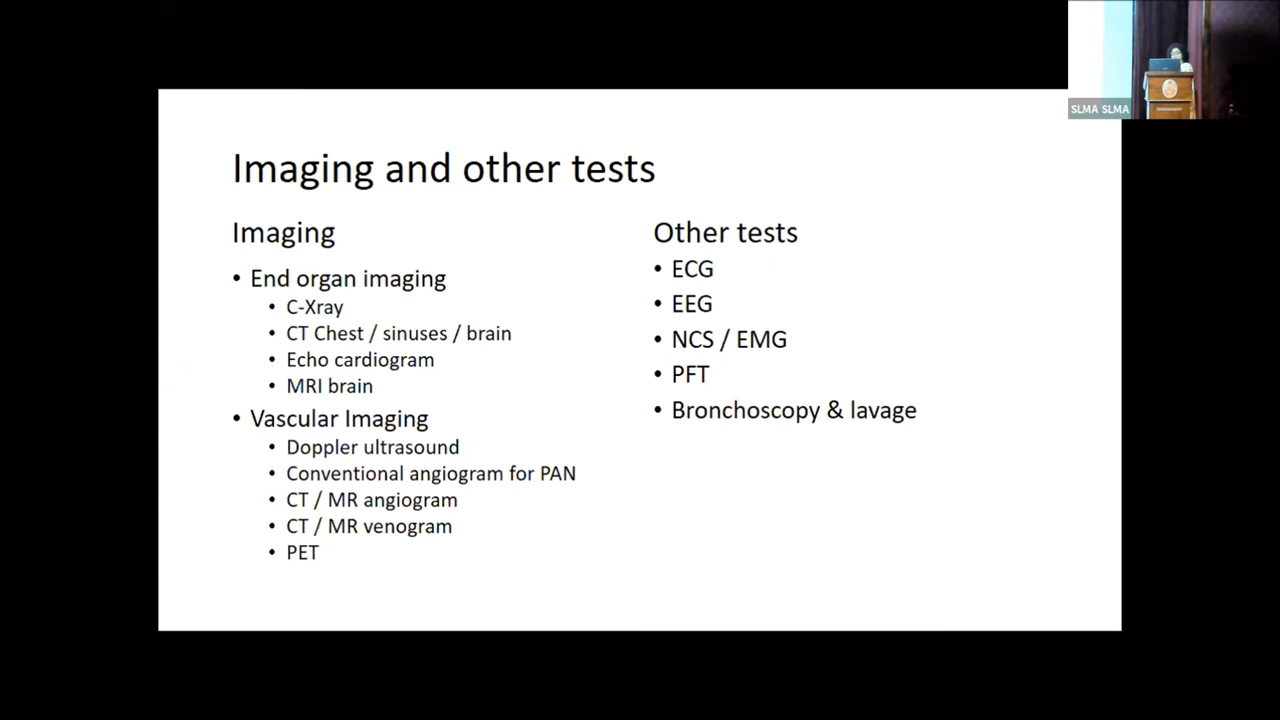 SLMA SLMA
Imaging and other tests
Imaging
• End organ imaging
• C-Xray
• CT Chest / sinuses / brain
• Echo cardiogram
• MRI brain
• Vascular Imaging
• Doppler ultrasound
• Conventional angiogram for PAN
• CT / MR angiogram
• CT / MR venogram
• PET
Other tests
• ECG
• EEG
• NCS / EMG
• PFT
• Bronchoscopy & lavage